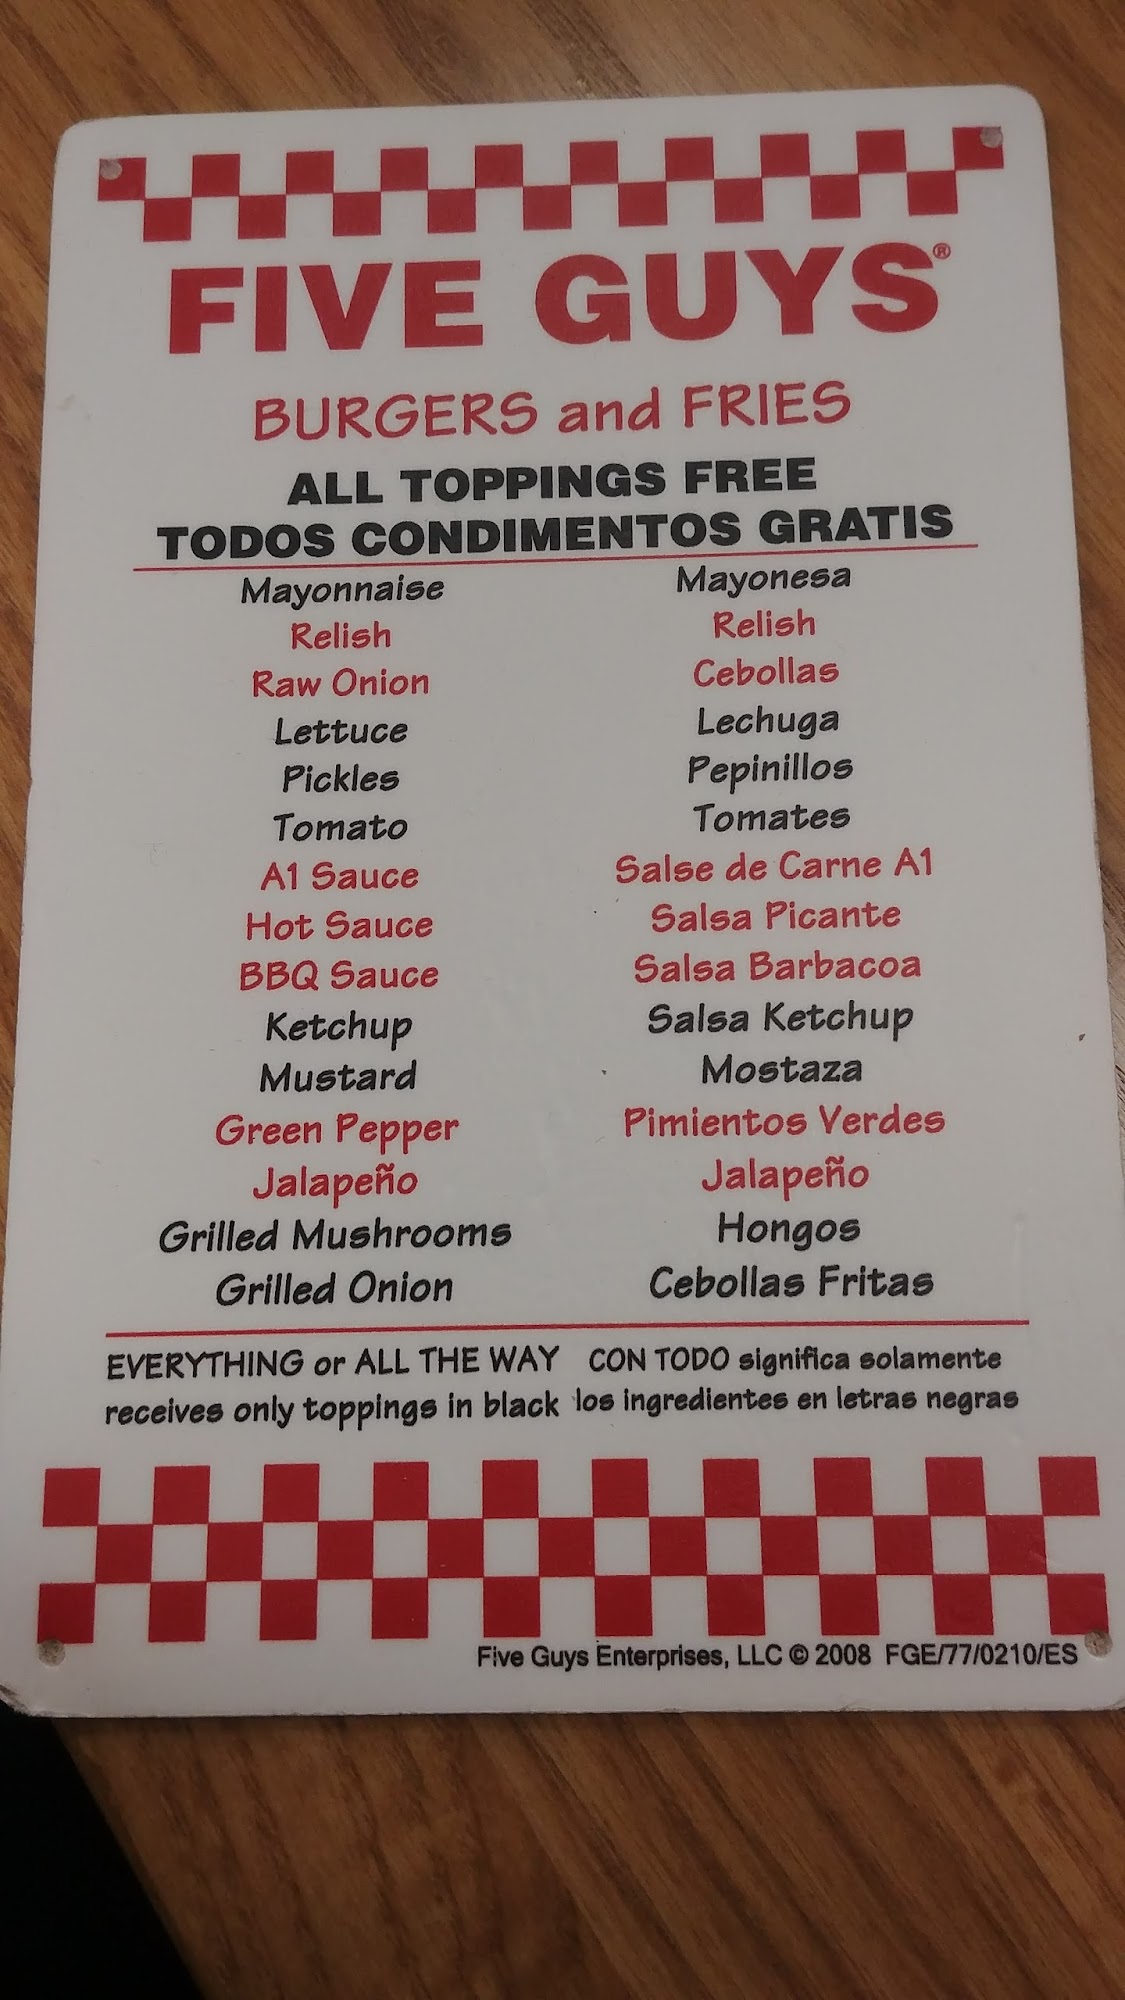 FIVE GUYS®
BURGERS and FRIES
ALL TOPPINGS FREE
TODOS CONDIMENTOS GRATIS
Mayonnaise Mayonesa
Relish Relish
Raw Onion Cebollas
Lettuce Lechuga
Pickles Pepinillos
Tomato Tomates
A1 Sauce Salse de Carne A1
Hot Sauce Salsa Picante
BBQ Sauce Salsa Barbacoa
Ketchup Salsa Ketchup
Mustard Mostaza
Green Pepper Pimientos Verdes
Jalapeño Jalapeño
Grilled Mushrooms Hongos
Grilled Onion Cebollas Fritas
EVERYTHING or ALL THE WAY CON TODO significa solamente
receives only toppings in black los ingredientes en letras negras
Five Guys Enterprises, LLC © 2008 FGE/77/0210/ES